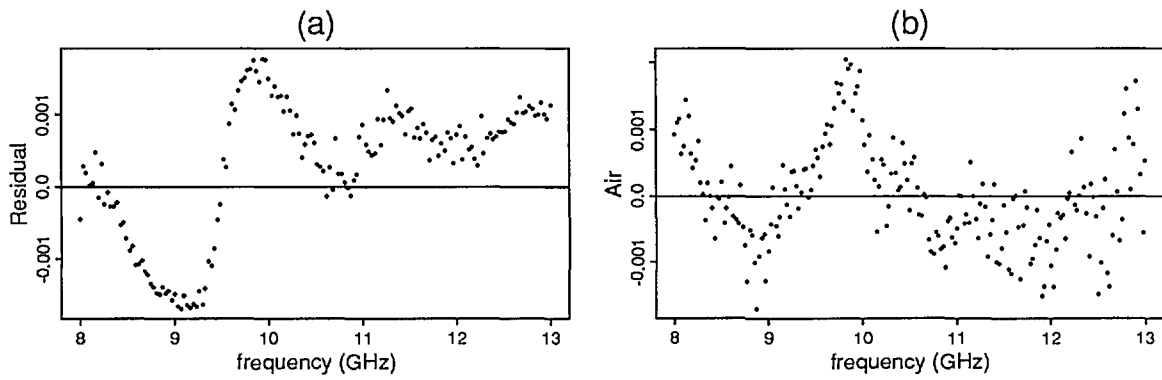 (a)
Residual
0.001
0.0
-0.001
8 9 10 11 12 13
frequency (GHz)
(b)
Air
0.001
0.0
-0.001
8 9 10 11 12 13
frequency (GHz)